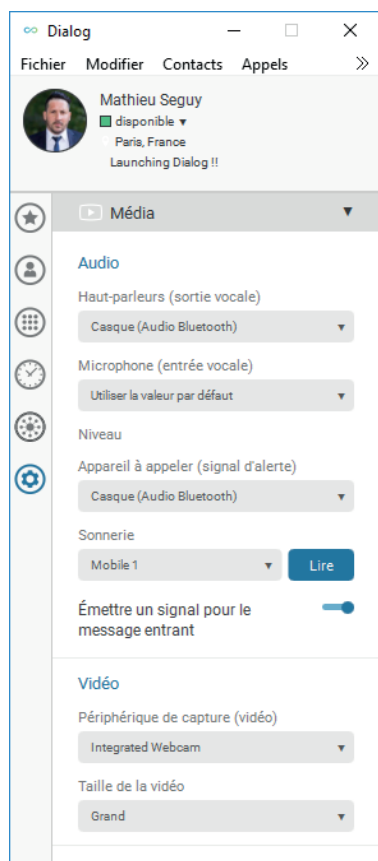 Dialog
Fichier Modifier Contacts Appels
Mathieu Seguy
disponible
Paris, France
Launching Dialog !!
Média
Audio
Haut-parleurs (sortie vocale)
Casque (Audio Bluetooth)
Microphone (entrée vocale)
Utiliser la valeur par défaut
Niveau
Appareil à appeler (signal d'alerte)
Casque (Audio Bluetooth)
Sonnerie
Mobile 1 Lire
Émettre un signal pour le
message entrant
Vidéo
Périphérique de capture (vidéo)
Integrated Webcam
Taille de la vidéo
Grand